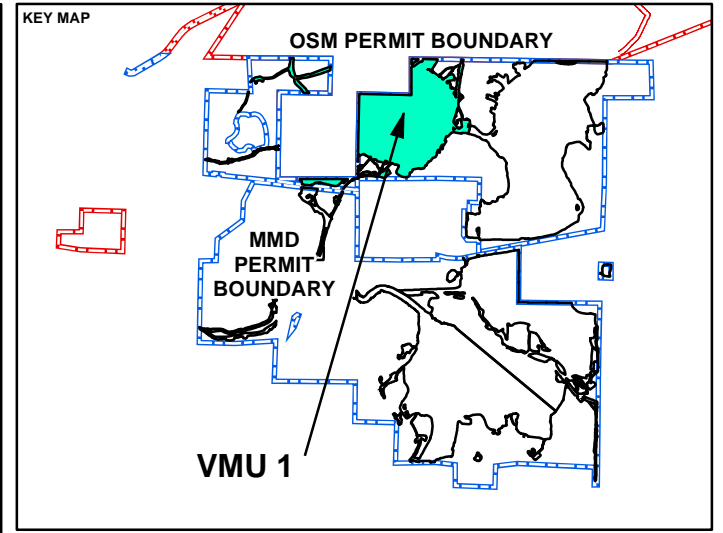 KEY MAP
OSM PERMIT BOUNDARY
MMD
PERMIT
BOUNDARY
VMU 1